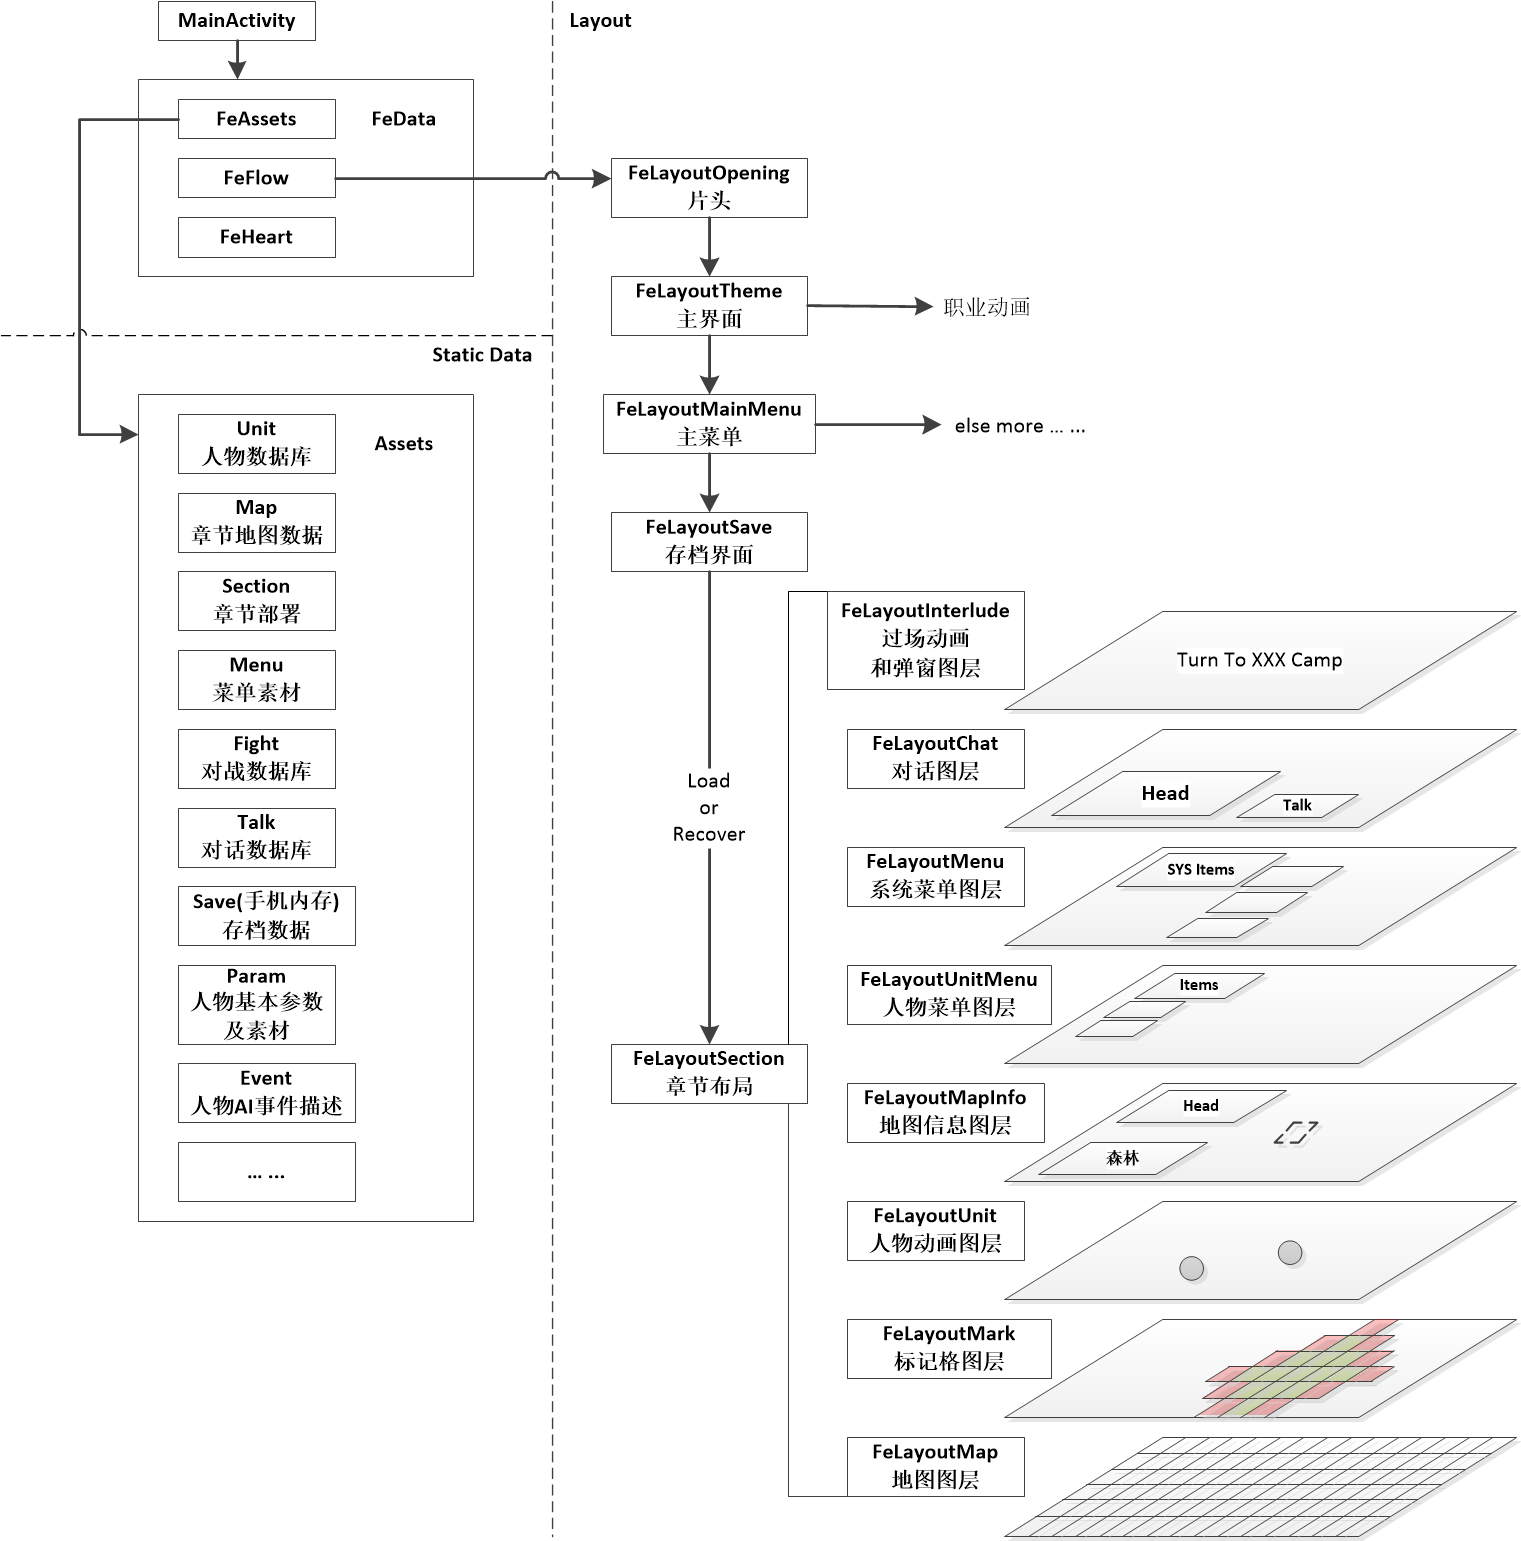 MainActivity
FeData
FeAssets
FeFlow
FeHeart
Static Data
Assets
Unit
人物数据库
Map
章节地图数据
Section
章节部署
Menu
菜单素材
Fight
对战数据库
Talk
对话数据库
Save(手机内存)
存档数据
Param
人物基本参数
及素材
Event
人物AI事件描述
... ...
Layout
FeLayoutOpening
片头
FeLayoutTheme
主界面
职业动画
FeLayoutMainMenu
主菜单
else more ... ...
FeLayoutSave
存档界面
Load
or
Recover
FeLayoutSection
章节布局
FeLayoutInterlude
过场动画
和弹窗图层
Turn To XXX Camp
FeLayoutChat
对话图层
Head
Talk
FeLayoutMenu
系统菜单图层
SYS Items
FeLayoutUnitMenu
人物菜单图层
Items
FeLayoutMapInfo
地图信息图层
Head
森林
FeLayoutUnit
人物动画图层
FeLayoutMark
标记格图层
FeLayoutMap
地图图层